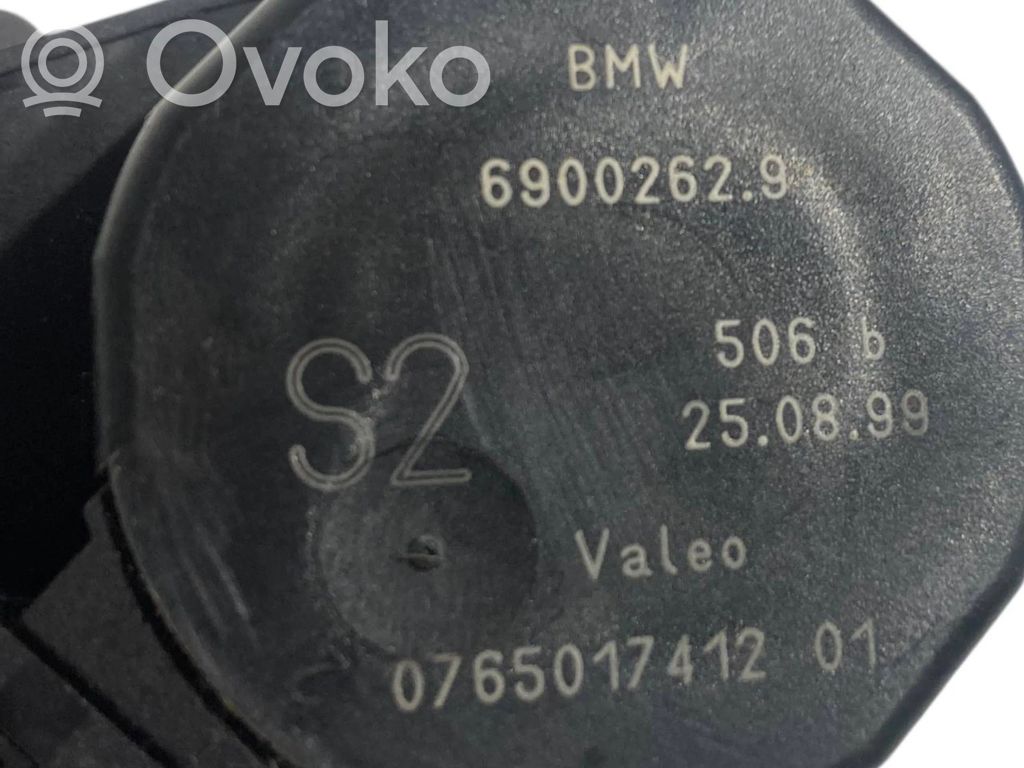 Ovoko
BMW
6900262.9
506 b
S2
25.08.99
Valeo
0765017412 01